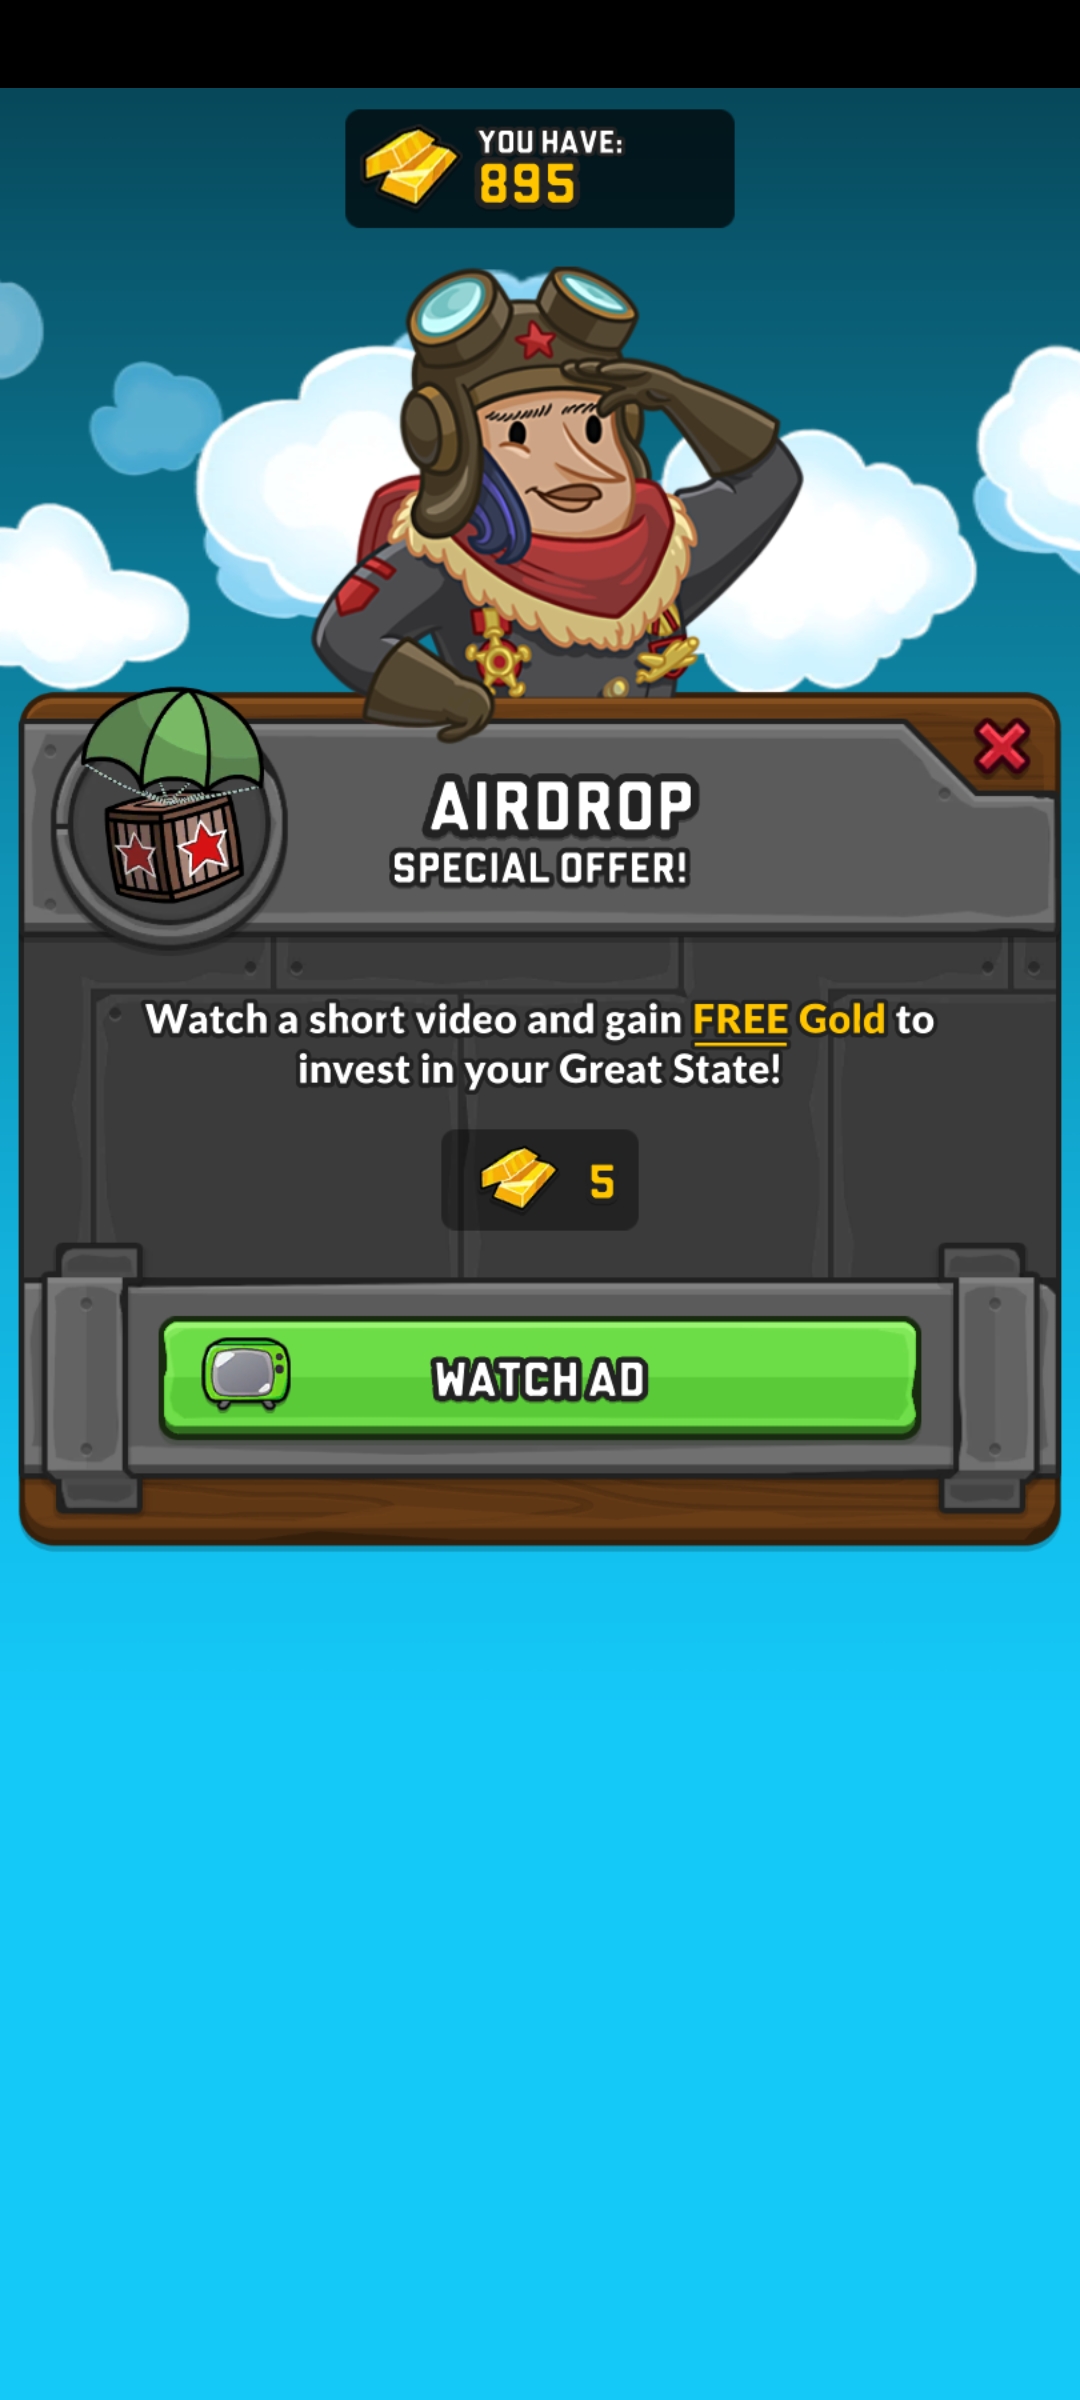 YOU HAVE:
895
AIRDROP
SPECIAL OFFER!
Watch a short video and gain FREE Gold to
invest in your Great State!
5
WATCH AD